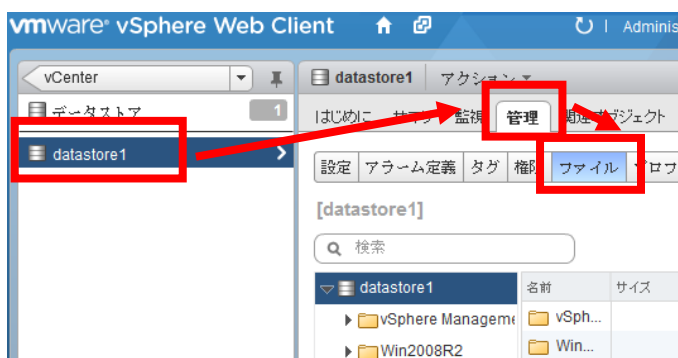 vmware® vSphere Web Client
Adminis
vCenter
データストア 1
datastore1
datastore1 アクション
はじめに サマリ 監視 管理 関連オブジェクト
設定 アラーム定義 タグ 権限 ファイル
[datastore1]
検索
datastore1
vSphere Manageme
Win2008R2
名前 サイズ
vSph...
Win...